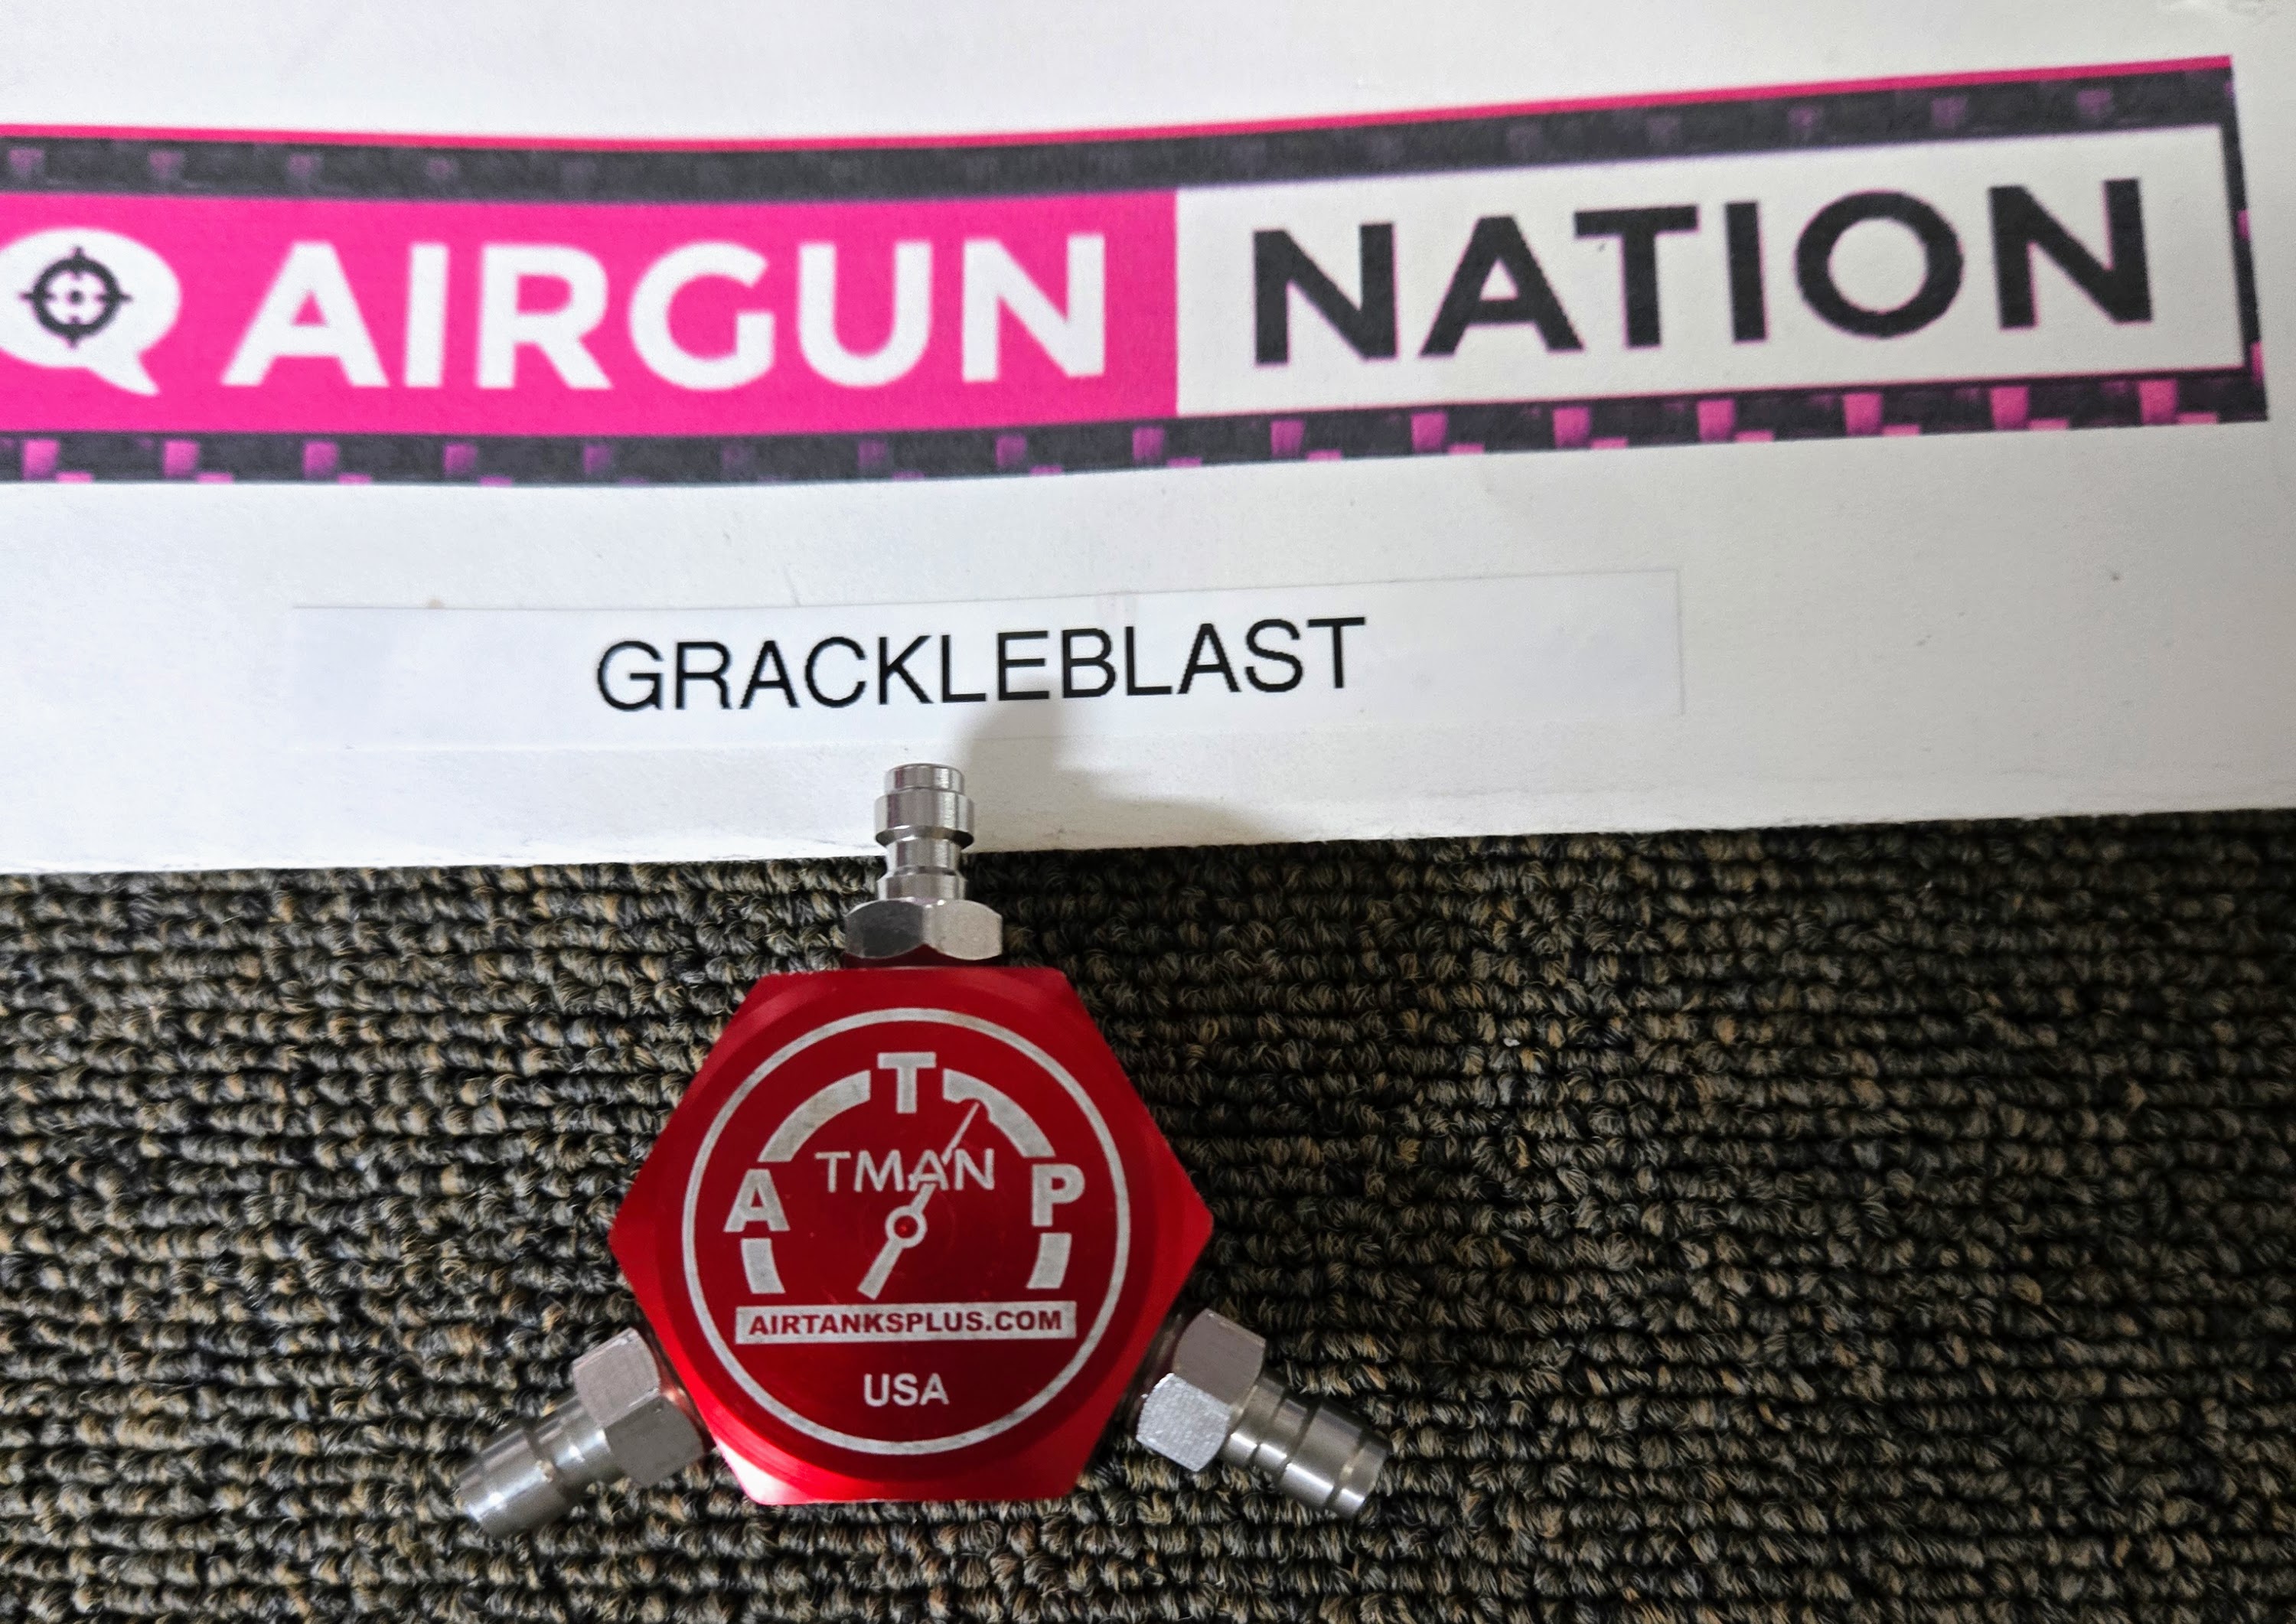 AIRGUN NATION
GRACKLEBLAST
A T P
TMAN
AIRTANKSPLUS.COM
USA